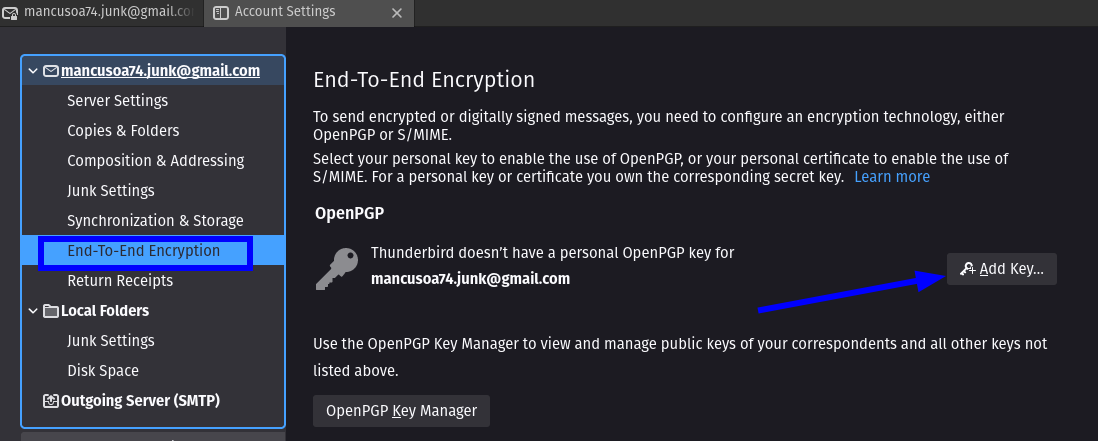 mancusoa74.junk@gmail.co
Account Settings
mancusoa74.junk@gmail.com
Server Settings
Copies & Folders
Composition & Addressing
Junk Settings
Synchronization & Storage
End-To-End Encryption
Return Receipts
Local Folders
Junk Settings
Disk Space
Outgoing Server (SMTP)
End-To-End Encryption
To send encrypted or digitally signed messages, you need to configure an encryption technology, either
OpenPGP or S/MIME.
Select your personal key to enable the use of OpenPGP, or your personal certificate to enable the use of
S/MIME. For a personal key or certificate you own the corresponding secret key. Learn more
OpenPGP
Thunderbird doesn’t have a personal OpenPGP key for
mancusoa74.junk@gmail.com
Add Key...
Use the OpenPGP Key Manager to view and manage public keys of your correspondents and all other keys not
listed above.
OpenPGP Key Manager